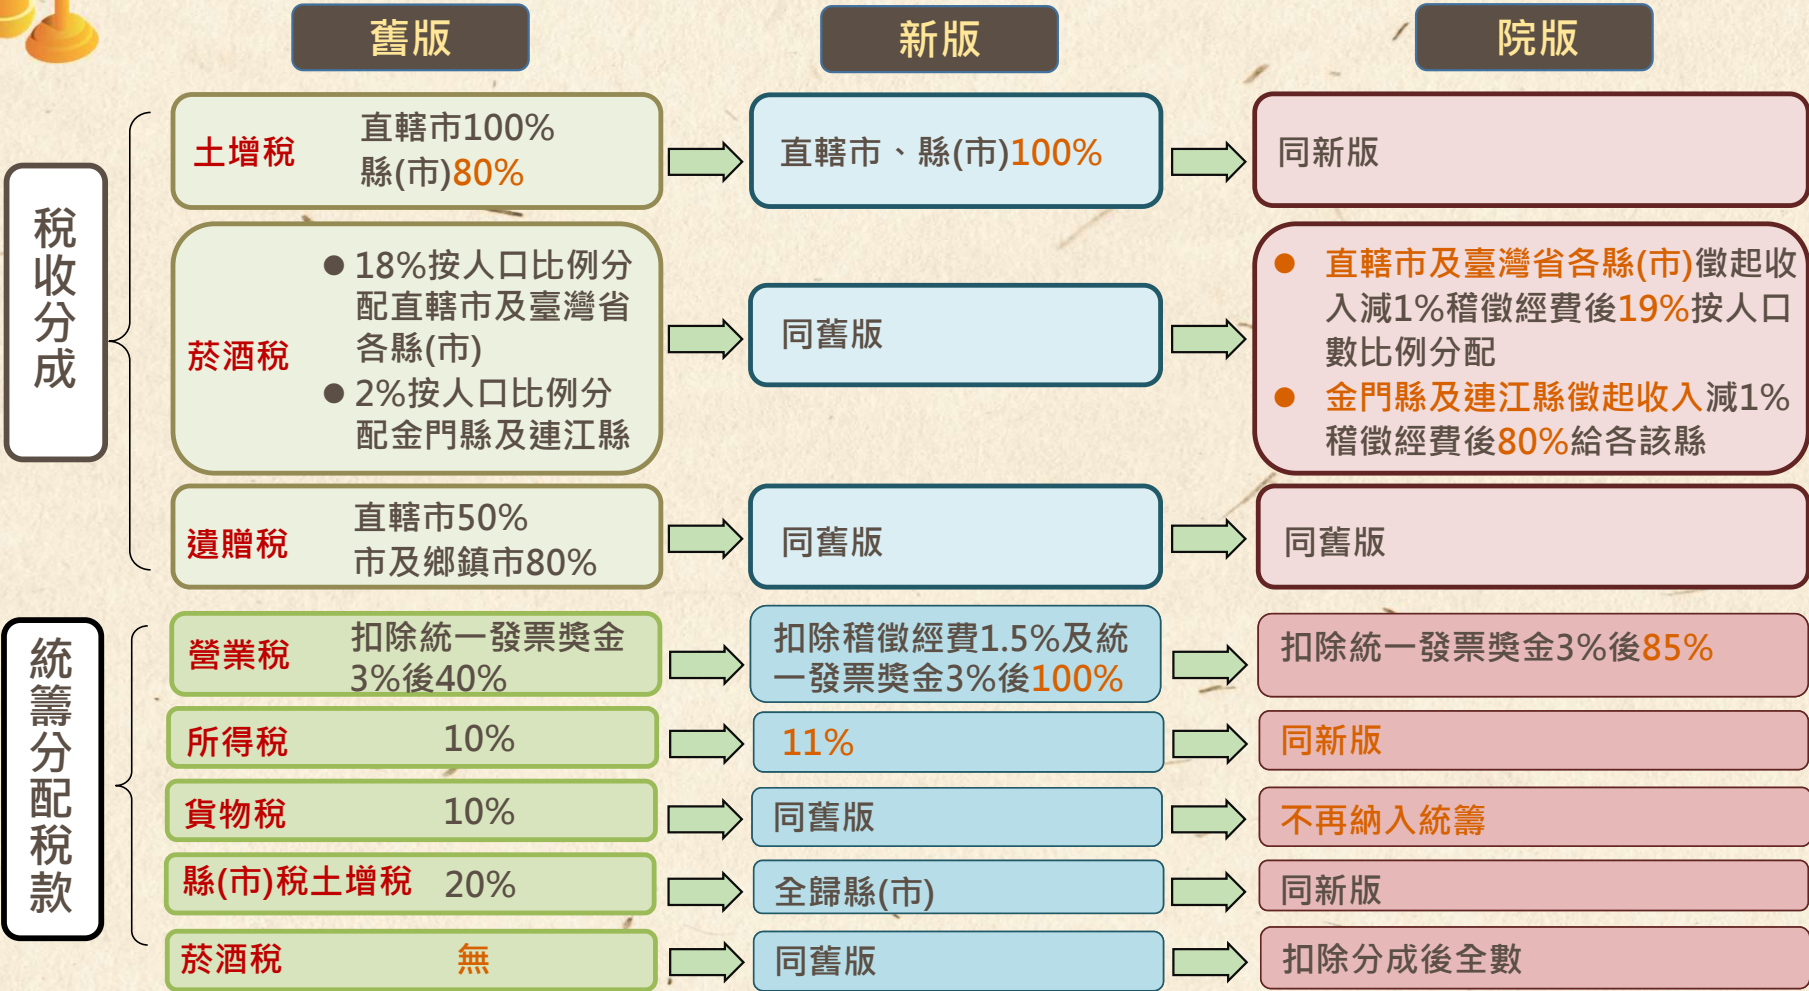 舊版
新版
院版
稅收分成
土增稅
直轄市100%
縣(市)80%
直轄市、縣(市)100%
同新版
菸酒稅
● 18%按人口比例分
配直轄市及臺灣省
各縣(市)
● 2%按人口比例分
配金門縣及連江縣
同舊版
● 直轄市及臺灣省各縣(市)徵起收
入減1%稽徵經費後19%按人口
數比例分配
● 金門縣及連江縣徵起收入減1%
稽徵經費後80%給各該縣
遺贈稅
直轄市50%
市及鄉鎮市80%
同舊版
同舊版
統籌分配稅款
營業稅
扣除統一發票獎金
3%後40%
扣除稽徵經費1.5%及統
一發票獎金3%後100%
扣除統一發票獎金3%後85%
所得稅
10%
11%
同新版
貨物稅
10%
同舊版
不再納入統籌
縣(市)稅土增稅
20%
全歸縣(市)
同新版
菸酒稅
無
同舊版
扣除分成後全數